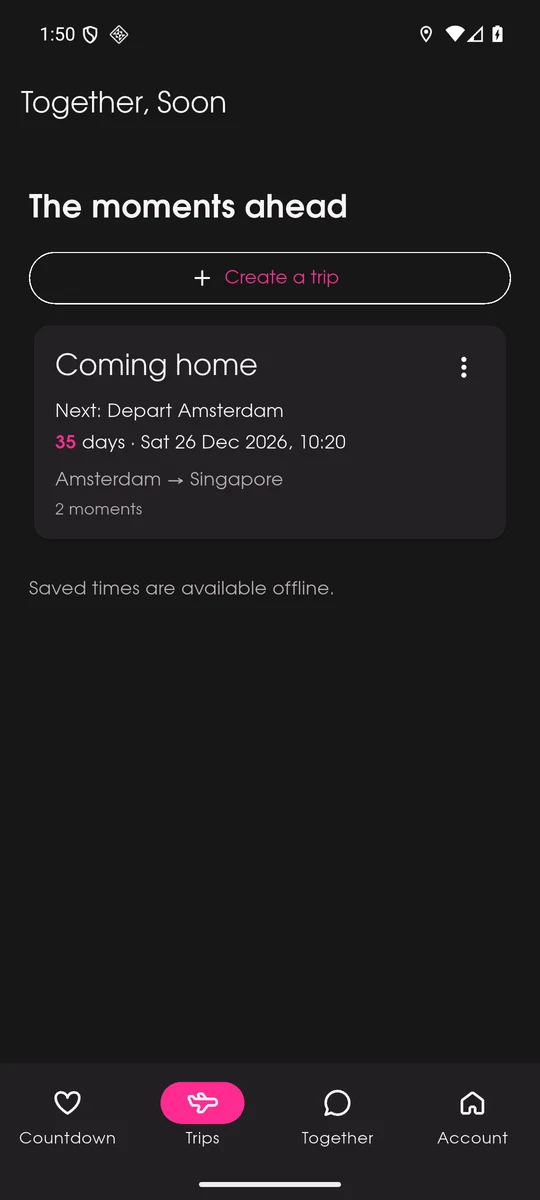 1:50
Together, Soon
The moments ahead
+ Create a trip
Coming home
Next: Depart Amsterdam
35 days · Sat 26 Dec 2026, 10:20
Amsterdam → Singapore
2 moments
Saved times are available offline.
Countdown
Trips
Together
Account